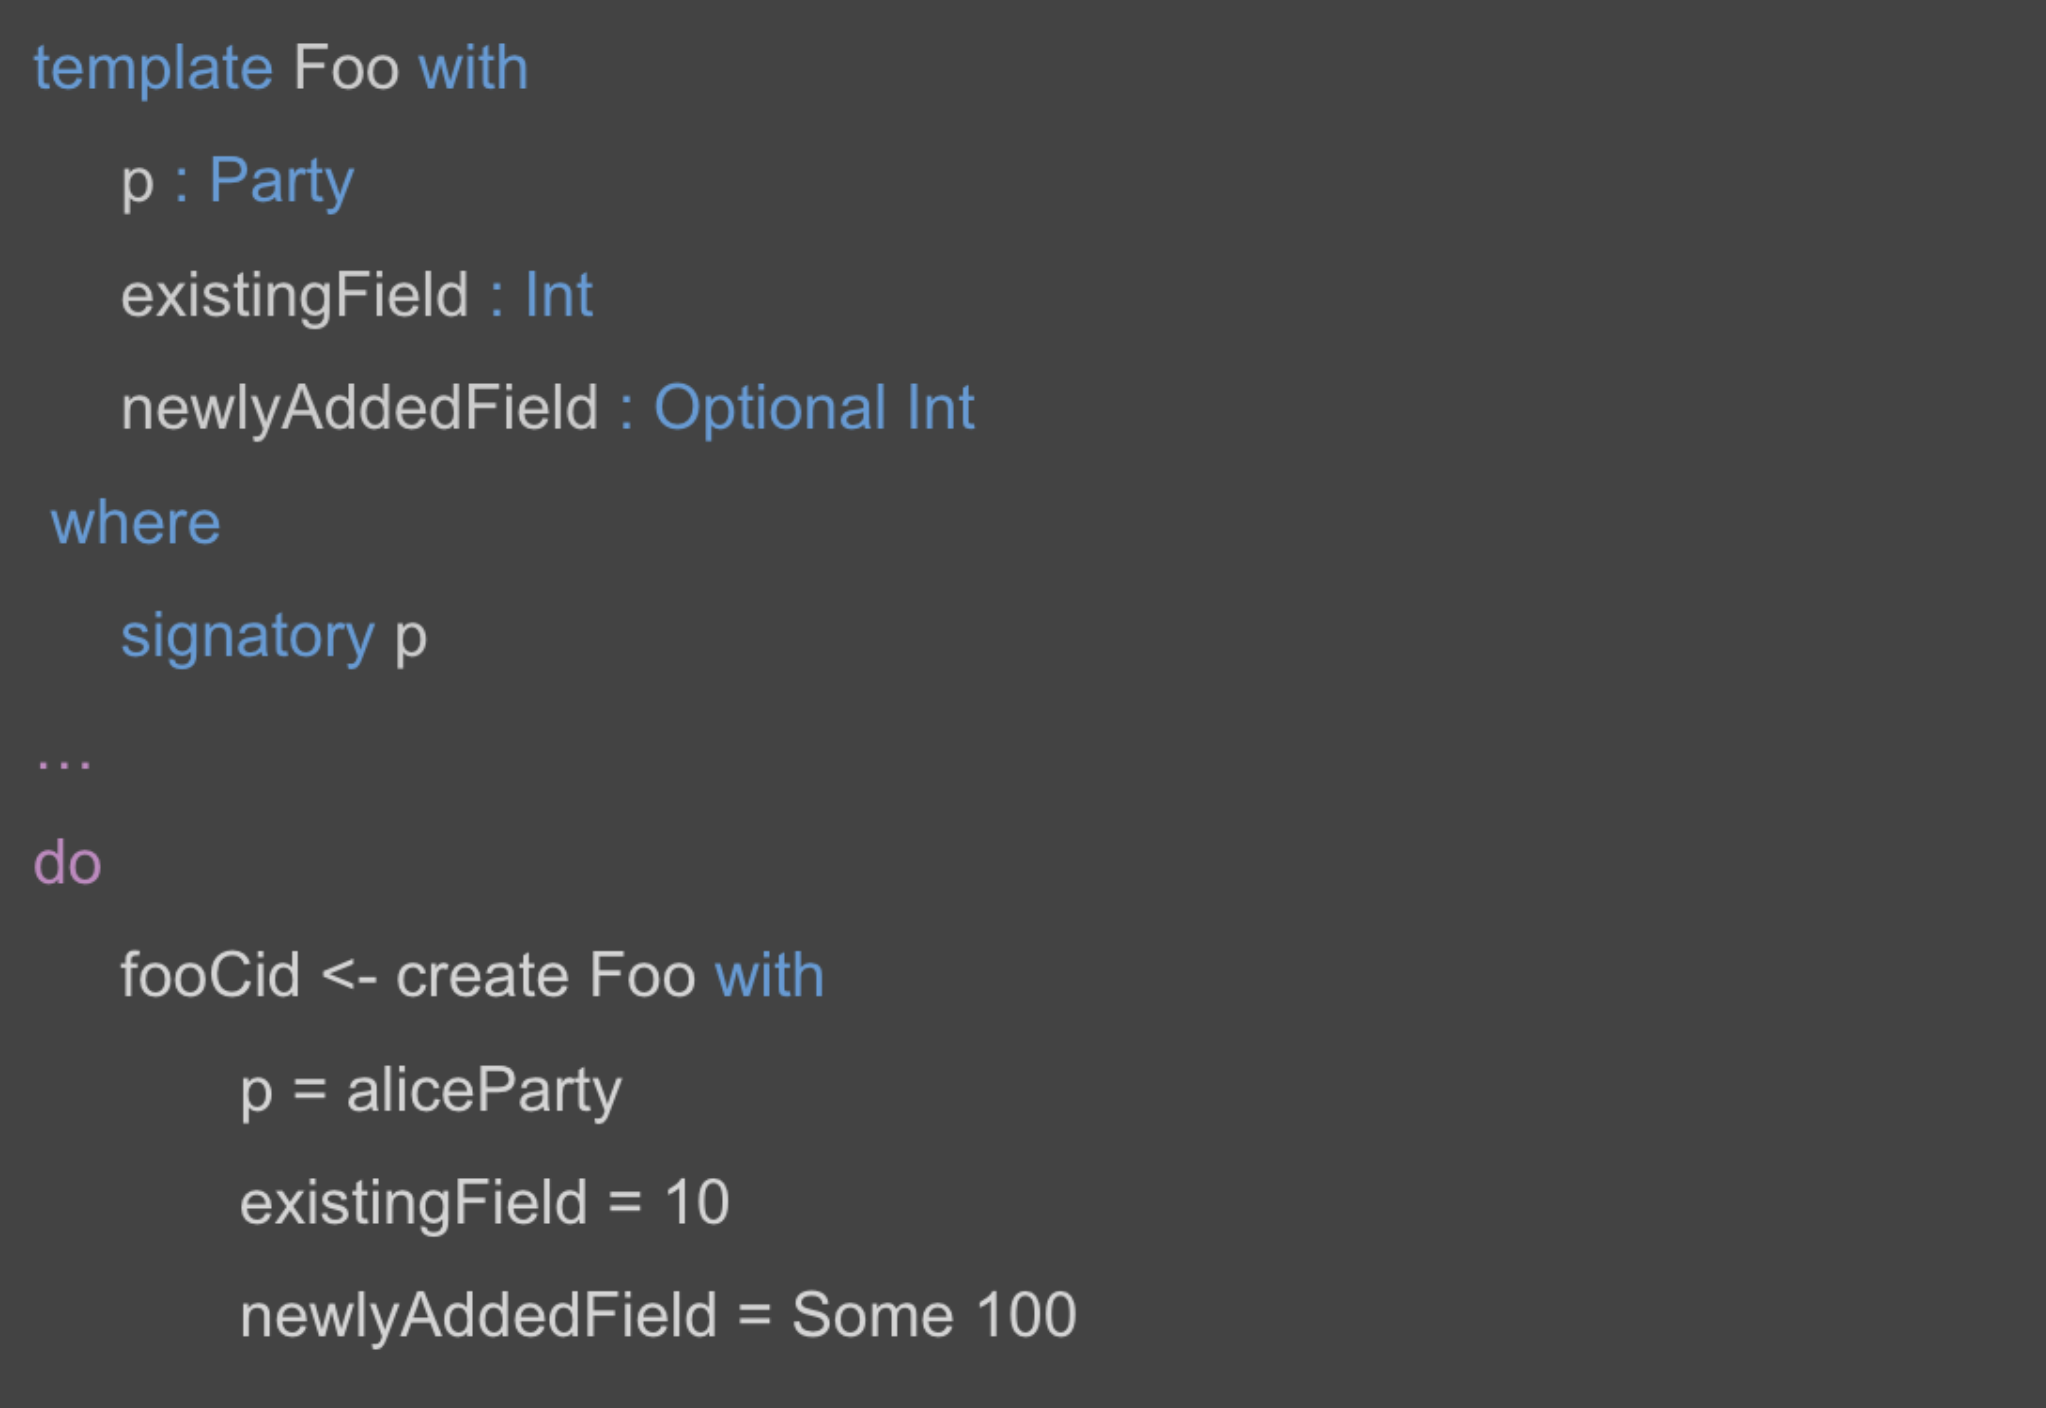 template Foo with
p : Party
existingField : Int
newlyAddedField : Optional Int
where
signatory p
...
do
fooCid <- create Foo with
p = aliceParty
existingField = 10
newlyAddedField = Some 100